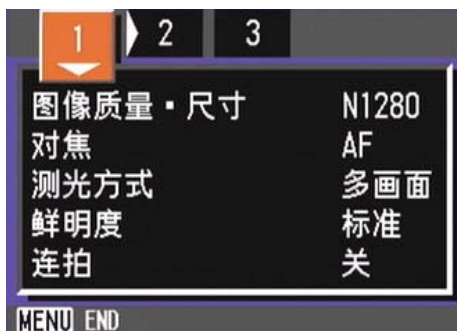 1 2 3
图像质量▪尺寸 N1280
对焦 AF
测光方式 多画面
鲜明度 标准
连拍 关
MENU END